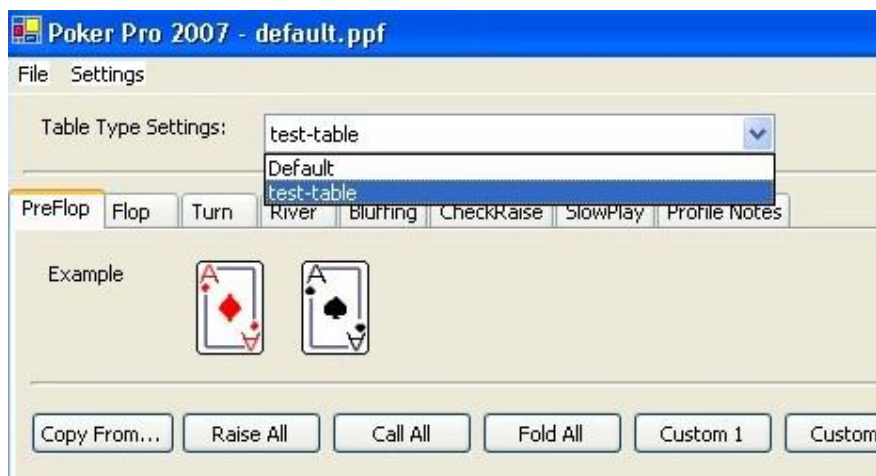 Poker Pro 2007 - default.ppf
File Settings
Table Type Settings: test-table
Default
test-table
PreFlop Flop Turn River Bluffing CheckRaise SlowPlay Profile Notes
Example A A A A
Copy From... Raise All Call All Fold All Custom 1 Custom